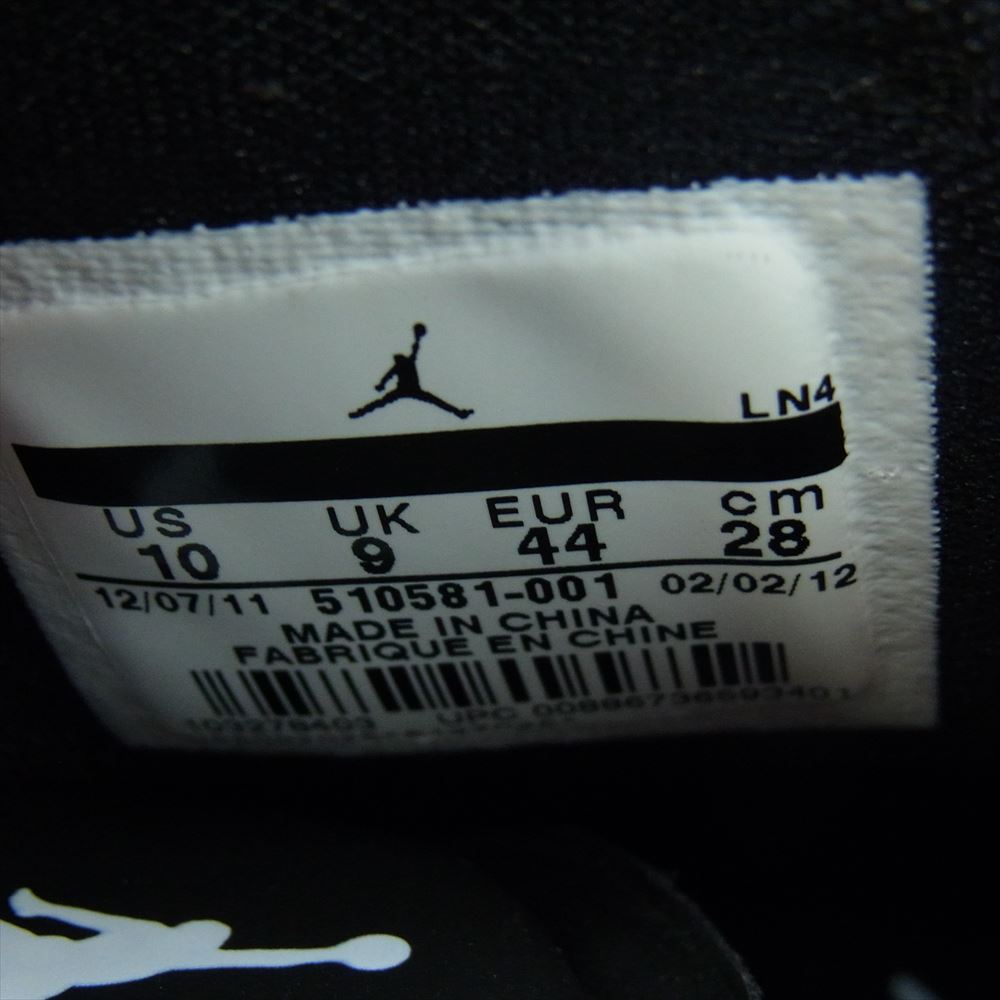 LN4
US UK EUR cm
10 9 44 28
12/07/11 510581-001 02/02/12
MADE IN CHINA
FABRIQUE EN CHINE
UPC